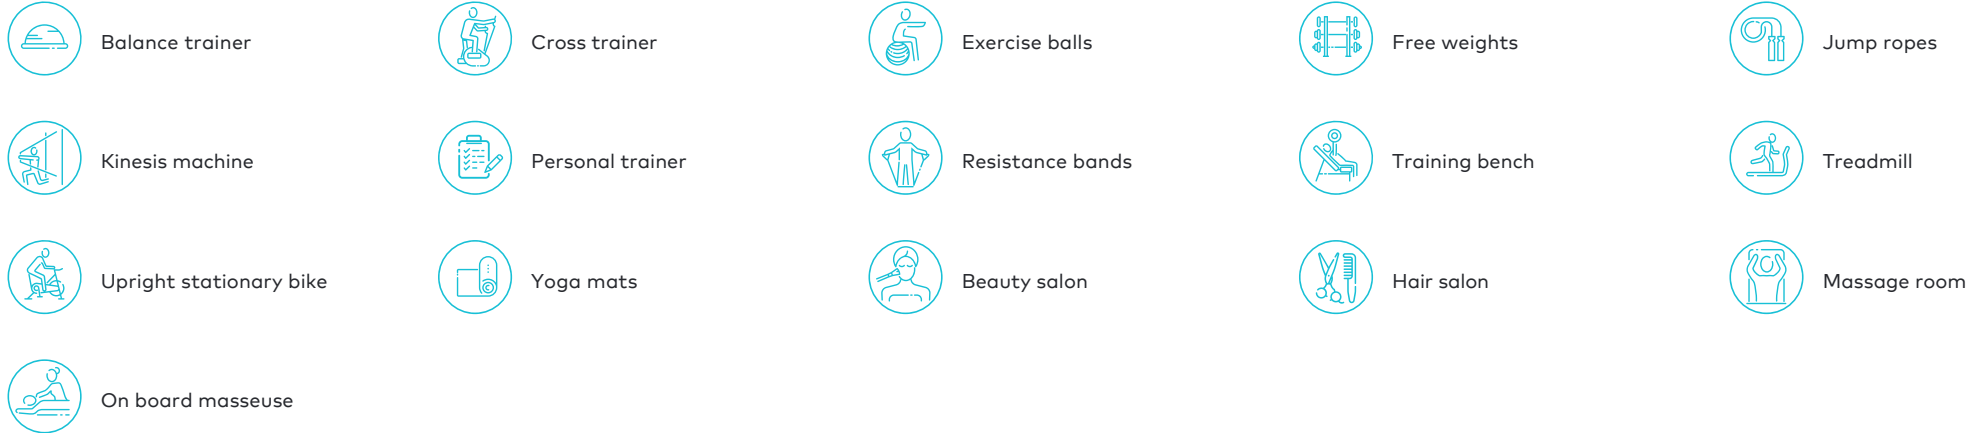 Balance trainer
Cross trainer
Exercise balls
Free weights
Jump ropes
Kinesis machine
Personal trainer
Resistance bands
Training bench
Treadmill
Upright stationary bike
Yoga mats
Beauty salon
Hair salon
Massage room
On board masseuse